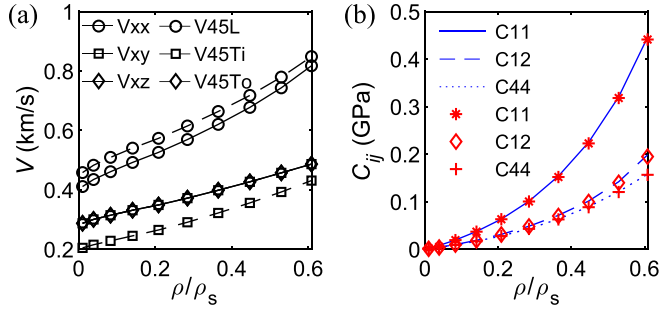 (a)
Vxx
V45L
Vxy
V45Ti
Vxz
V45To
V (km/s)
1
0.8
0.6
0.4
0.2
0
0.2
0.4
0.6
ρ/ρs
(b)
C11
C12
C44
C11
C12
C44
Cij (GPa)
0.5
0.4
0.3
0.2
0.1
0
0
0.2
0.4
0.6
ρ/ρs